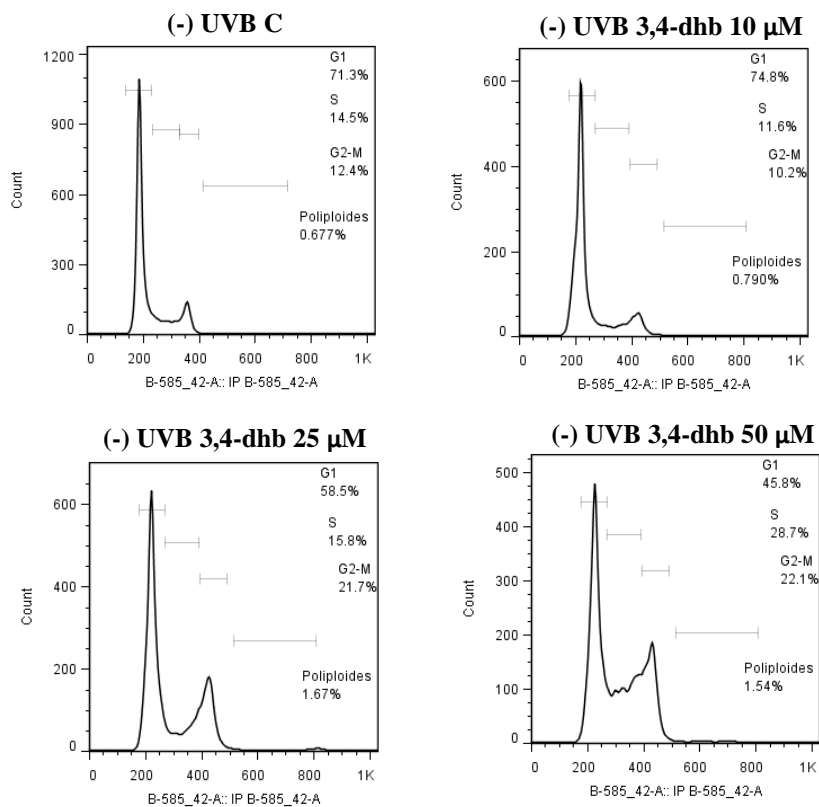 (-) UVB C
1200
900
600
300
0
Count
G1
71.3%
S
14.5%
G2-M
12.4%
Poliploides
0.677%
0 200 400 600 800 1K
B-585_42-A:: IP B-585_42-A
(-) UVB 3,4-dhb 10 µM
600
400
200
0
Count
G1
74.8%
S
11.6%
G2-M
10.2%
Poliploides
0.790%
0 200 400 600 800 1K
B-585_42-A:: IP B-585_42-A
(-) UVB 3,4-dhb 25 µM
600
400
200
0
Count
G1
58.5%
S
15.8%
G2-M
21.7%
Poliploides
1.67%
0 200 400 600 800 1K
B-585_42-A:: IP B-585_42-A
(-) UVB 3,4-dhb 50 µM
500
400
300
200
100
0
Count
G1
45.8%
S
28.7%
G2-M
22.1%
Poliploides
1.54%
0 200 400 600 800 1K
B-585_42-A:: IP B-585_42-A